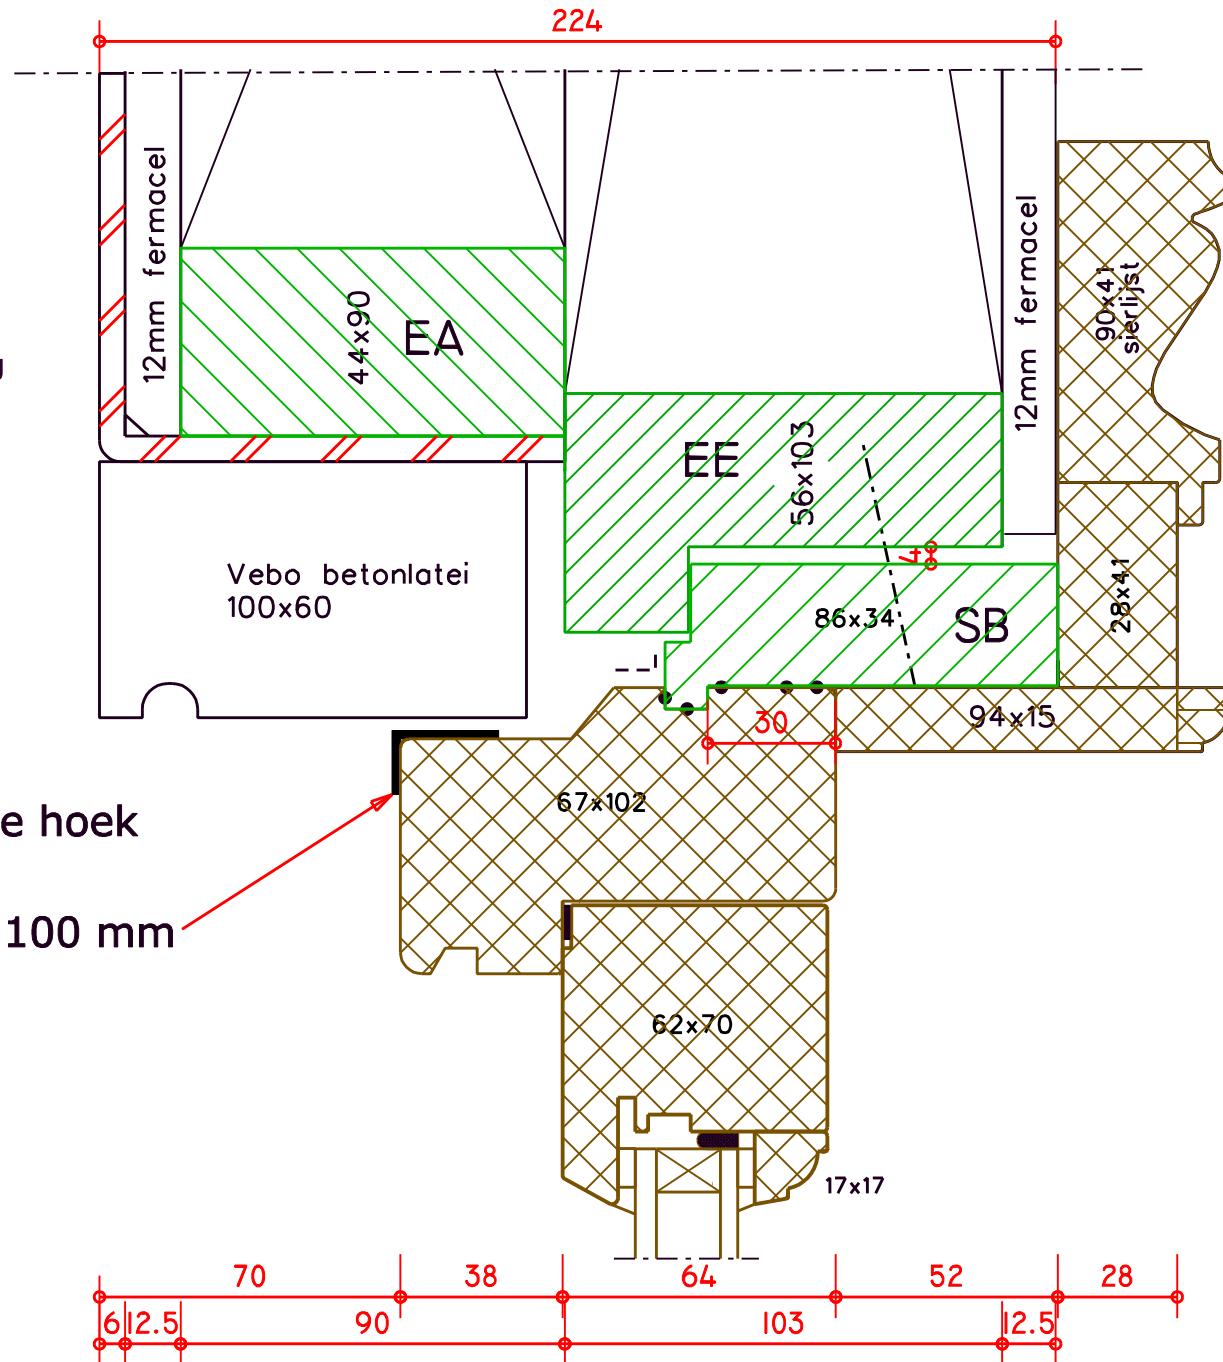 224
12mm fermacel
44x90
EA
12mm fermacel
90x41
sierlijst
EE
56x103
4
Vebo betonlatei
100x60
86x34
SB
28x41
94x15
30
67x102
e hoek
100 mm
62x70
17x17
70 38 64 52 28
6 12.5 90 103 12.5